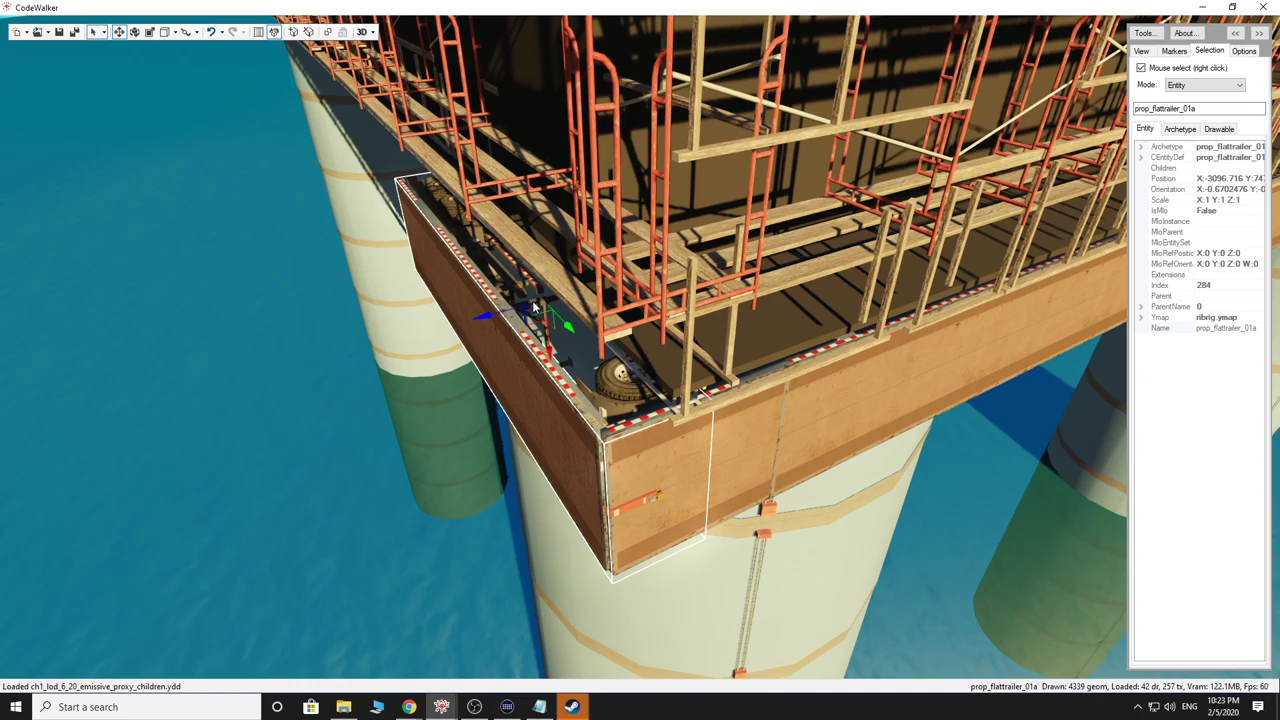 CodeWalker
3D
Tools...
About...
<<
>>
View
Markers
Selection
Options
Mouse select (right click)
Mode:
Entity
prop_flattrailer_01a
Entity
Archetype
Drawable
Archetype prop_flattrailer_01
CEntityDef prop_flattrailer_01
Children
Position X:-3096.716 Y:747
Orientation X:-0.6702476 Y:-0
Scale X:1 Y:1 Z:1
IsMlo False
MloInstance
MloParent
MloEntitySet
MloRefPositic X:0 Y:0 Z:0
MloRefOrient X:0 Y:0 Z:0 W:0
Extensions
Index 284
Parent
ParentName 0
Ymap ribrig.ymap
Name prop_flattrailer_01a
Loaded ch1_lod_6_20_emissive_proxy_children.ydd
prop_flattrailer_01a Drawn: 4339 geom, Loaded: 42 dr, 257 tx, Vram: 122.1MB, Fps: 60
Start a search
ENG
10:23 PM
2/5/2020